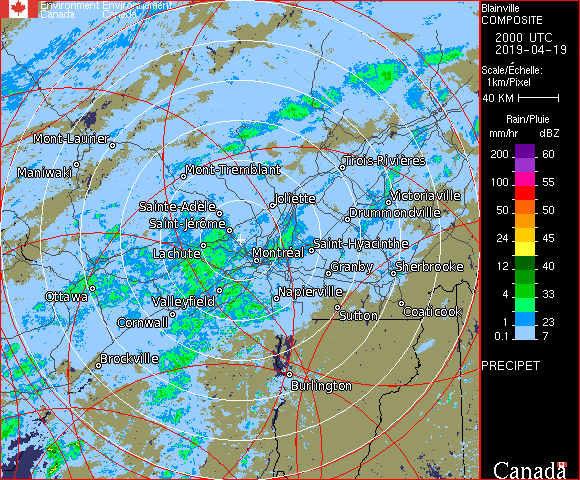 Environment Environnement
Canada Canada
Blainville
COMPOSITE
2000 UTC
2019-04-19
Scale/Échelle:
1km/Pixel
40 KM
Rain/Pluie
mm/hr dBZ
200 60
100 55
50 50
24 45
12 40
4 33
1 23
0.1 7
PRECIPET
Canada
Mont-Laurier
Maniwaki
Mont-Tremblant
Trois-Rivières
Victoriaville
Joliette
Sainte-Adèle
Drummondville
Saint-Jérôme
Lachute
Montréal
Saint-Hyacinthe
Granby
Sherbrooke
Ottawa
Valleyfield
Napierville
Cornwall
Sutton
Coaticook
Brockville
Burlington